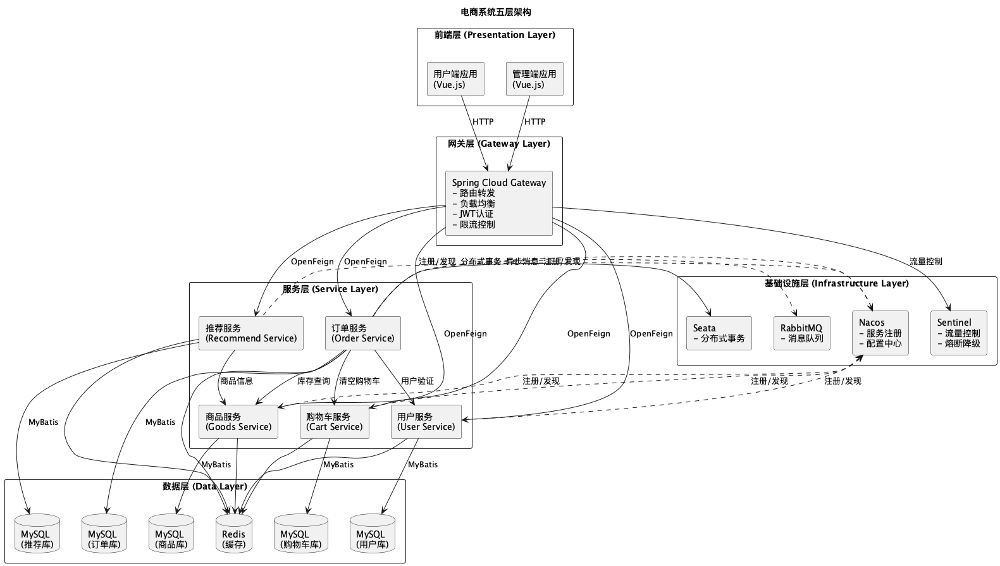 电商系统五层架构
前端层 (Presentation Layer)
用户端应用
(Vue.js)
管理端应用
(Vue.js)
HTTP
HTTP
网关层 (Gateway Layer)
Spring Cloud Gateway
- 路由转发
- 负载均衡
- JWT认证
- 限流控制
OpenFeign
OpenFeign
注册/发现
分布式事务
异步消息
注册/发现
流量控制
服务层 (Service Layer)
基础设施层 (Infrastructure Layer)
推荐服务
(Recommend Service)
订单服务
(Order Service)
OpenFeign
OpenFeign
OpenFeign
Seata
- 分布式事务
RabbitMQ
- 消息队列
Nacos
- 服务注册
- 配置中心
Sentinel
- 流量控制
- 熔断降级
商品信息
库存查询
清空购物车
用户验证
注册/发现
注册/发现
注册/发现
MyBatis
MyBatis
商品服务
(Goods Service)
购物车服务
(Cart Service)
用户服务
(User Service)
MyBatis
MyBatis
MyBatis
数据层 (Data Layer)
MySQL
(推荐库)
MySQL
(订单库)
MySQL
(商品库)
Redis
(缓存)
MySQL
(购物车库)
MySQL
(用户库)